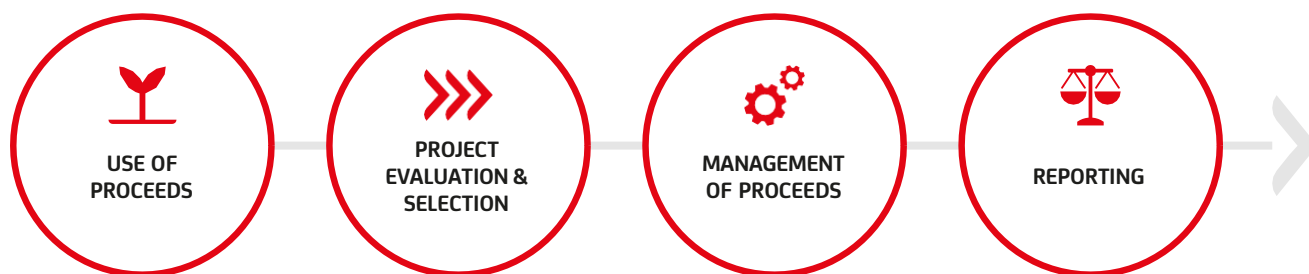 USE OF
PROCEEDS
PROJECT
EVALUATION &
SELECTION
MANAGEMENT
OF PROCEEDS
REPORTING